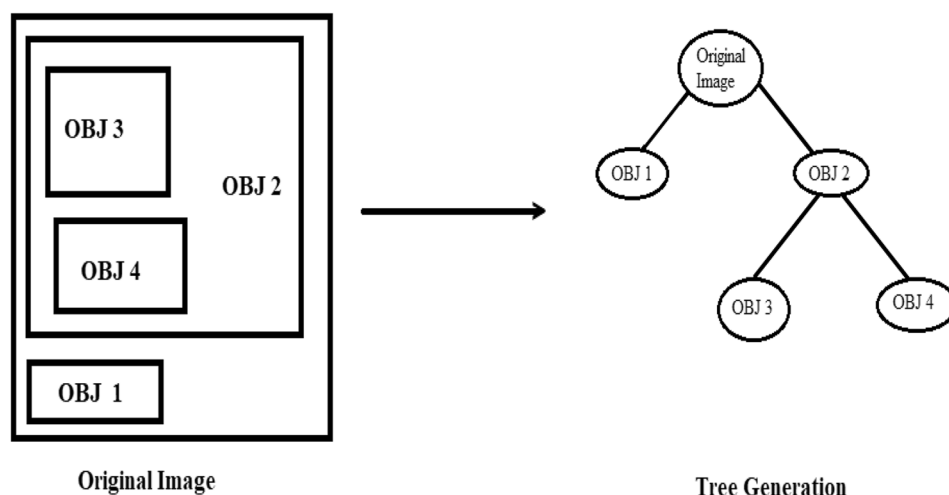 OBJ 3
OBJ 2
OBJ 4
OBJ 1
Original Image
Original
Image
OBJ 1
OBJ 2
OBJ 3
OBJ 4
Tree Generation